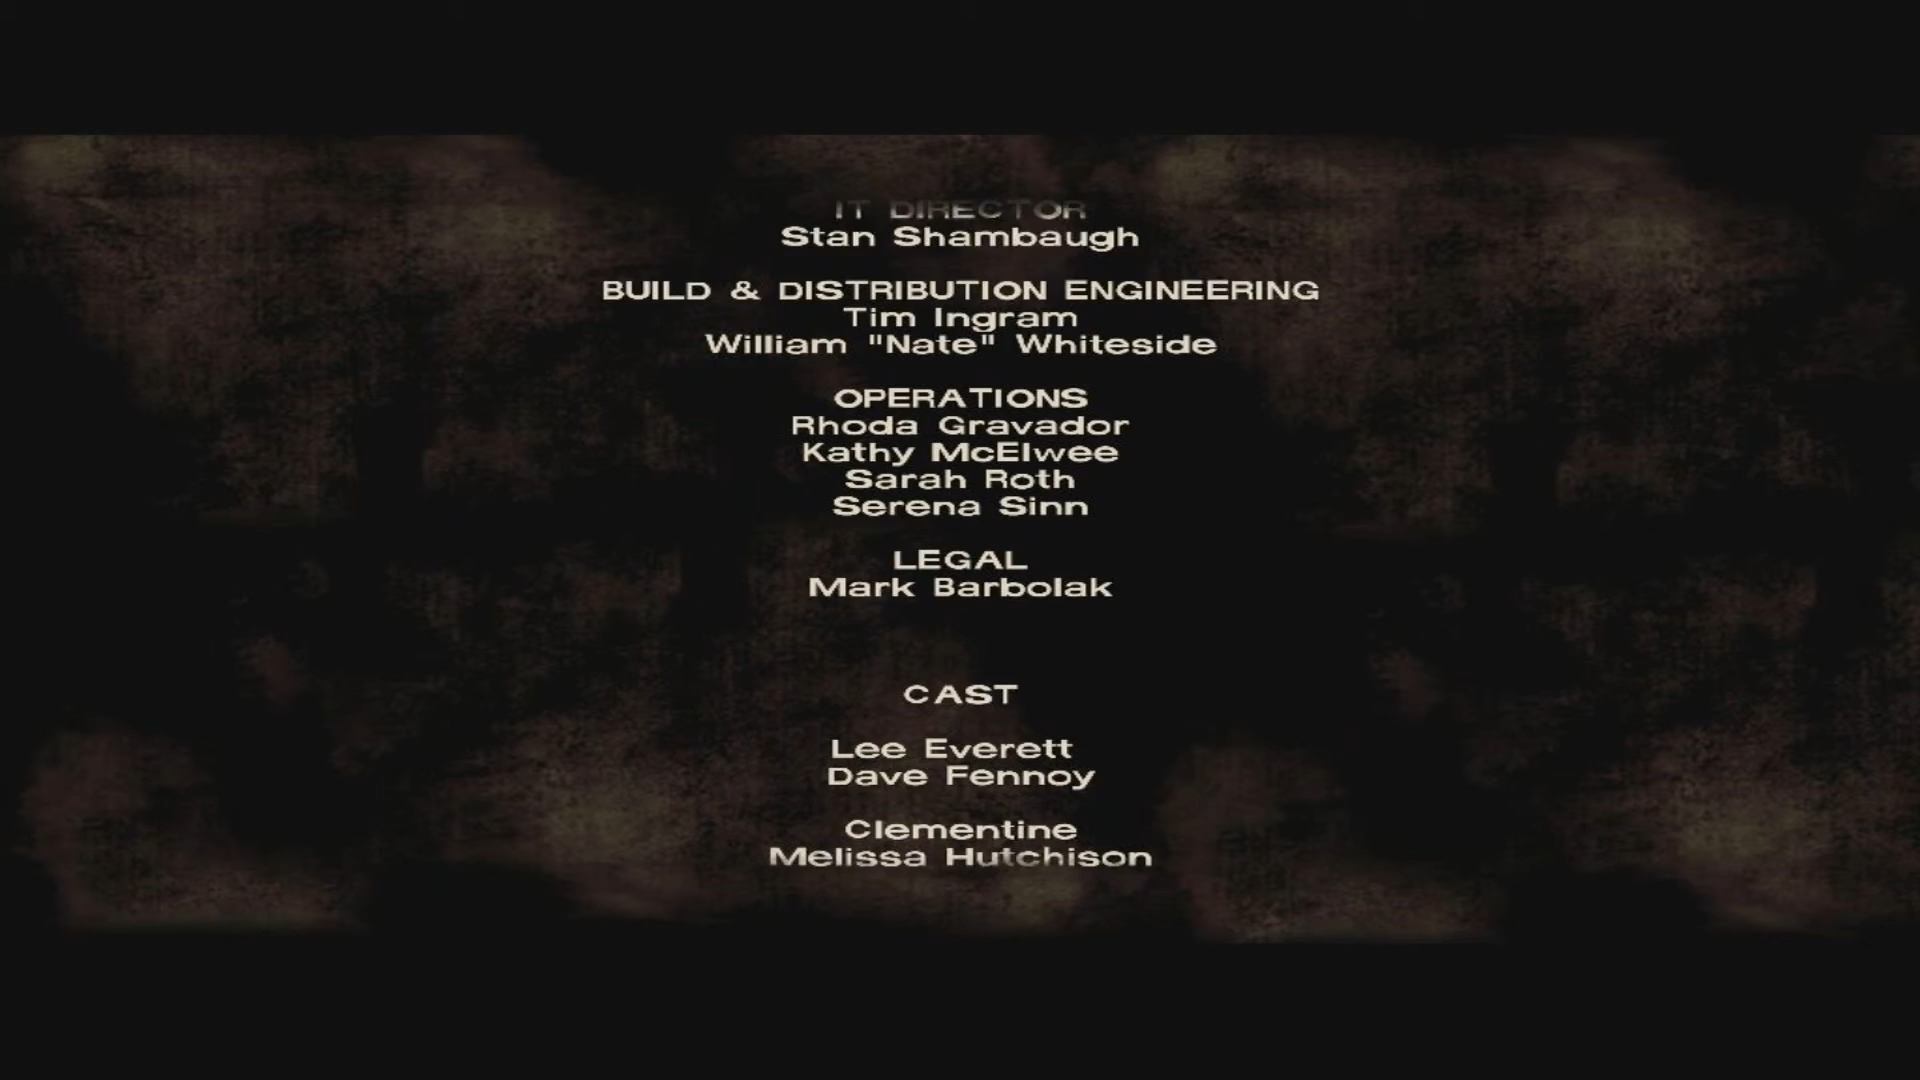 IT DIRECTOR
Stan Shambaugh
BUILD & DISTRIBUTION ENGINEERING
Tim Ingram
William "Nate" Whiteside
OPERATIONS
Rhoda Gravador
Kathy McElwee
Sarah Roth
Serena Sinn
LEGAL
Mark Barbolak
CAST
Lee Everett
Dave Fennoy
Clementine
Melissa Hutchison